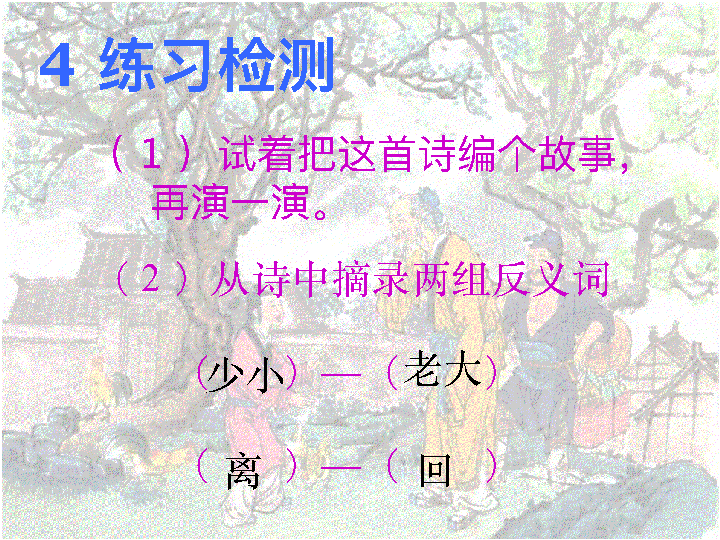 4 练习检测
（1）试着把这首诗编个故事，
再演一演。
（2）从诗中摘录两组反义词
（少小）—（老大）
（离）—（回）